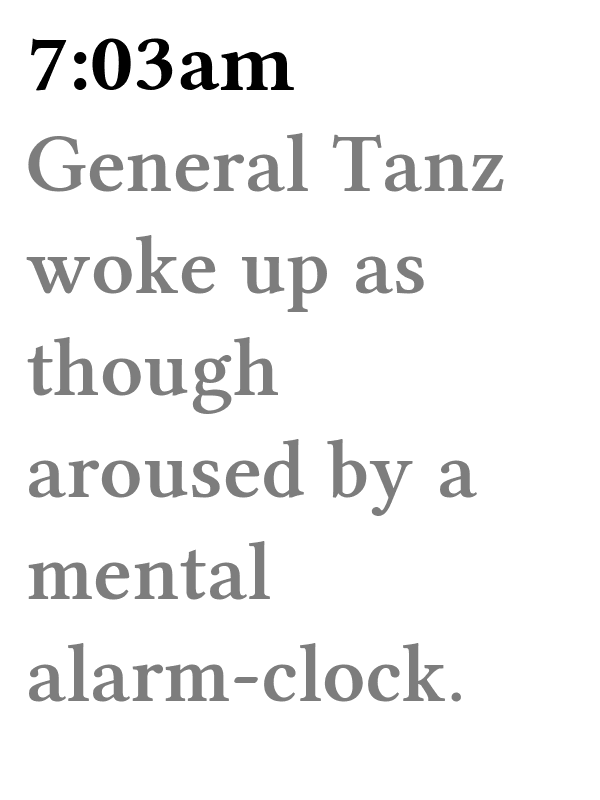 7:03am
General Tanz
woke up as
though
aroused by a
mental
alarm-clock.